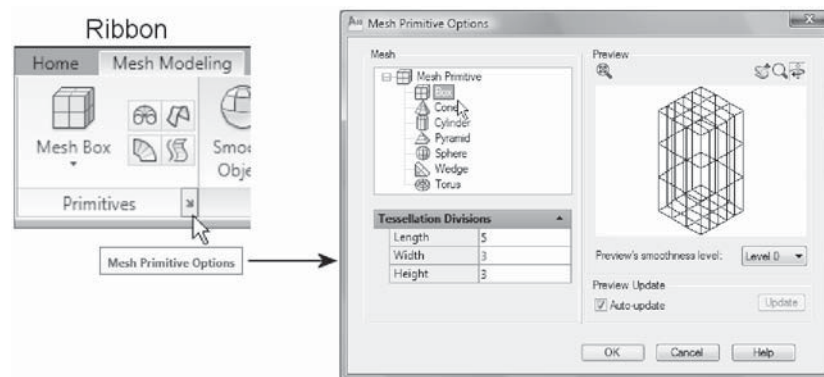 Ribbon
Home Mesh Modeling
Mesh Box
Smoo
Obje
Primitives
Mesh Primitive Options
Mesh Primitive Options
Mesh
Mesh Primitive
Box
Cone
Cylinder
Pyramid
Sphere
Wedge
Torus
Tessellation Divisions
Length 5
Width 3
Height 3
Preview
Preview's smoothness level: Level 0
Preview Update
Auto-update
Update
OK Cancel Help